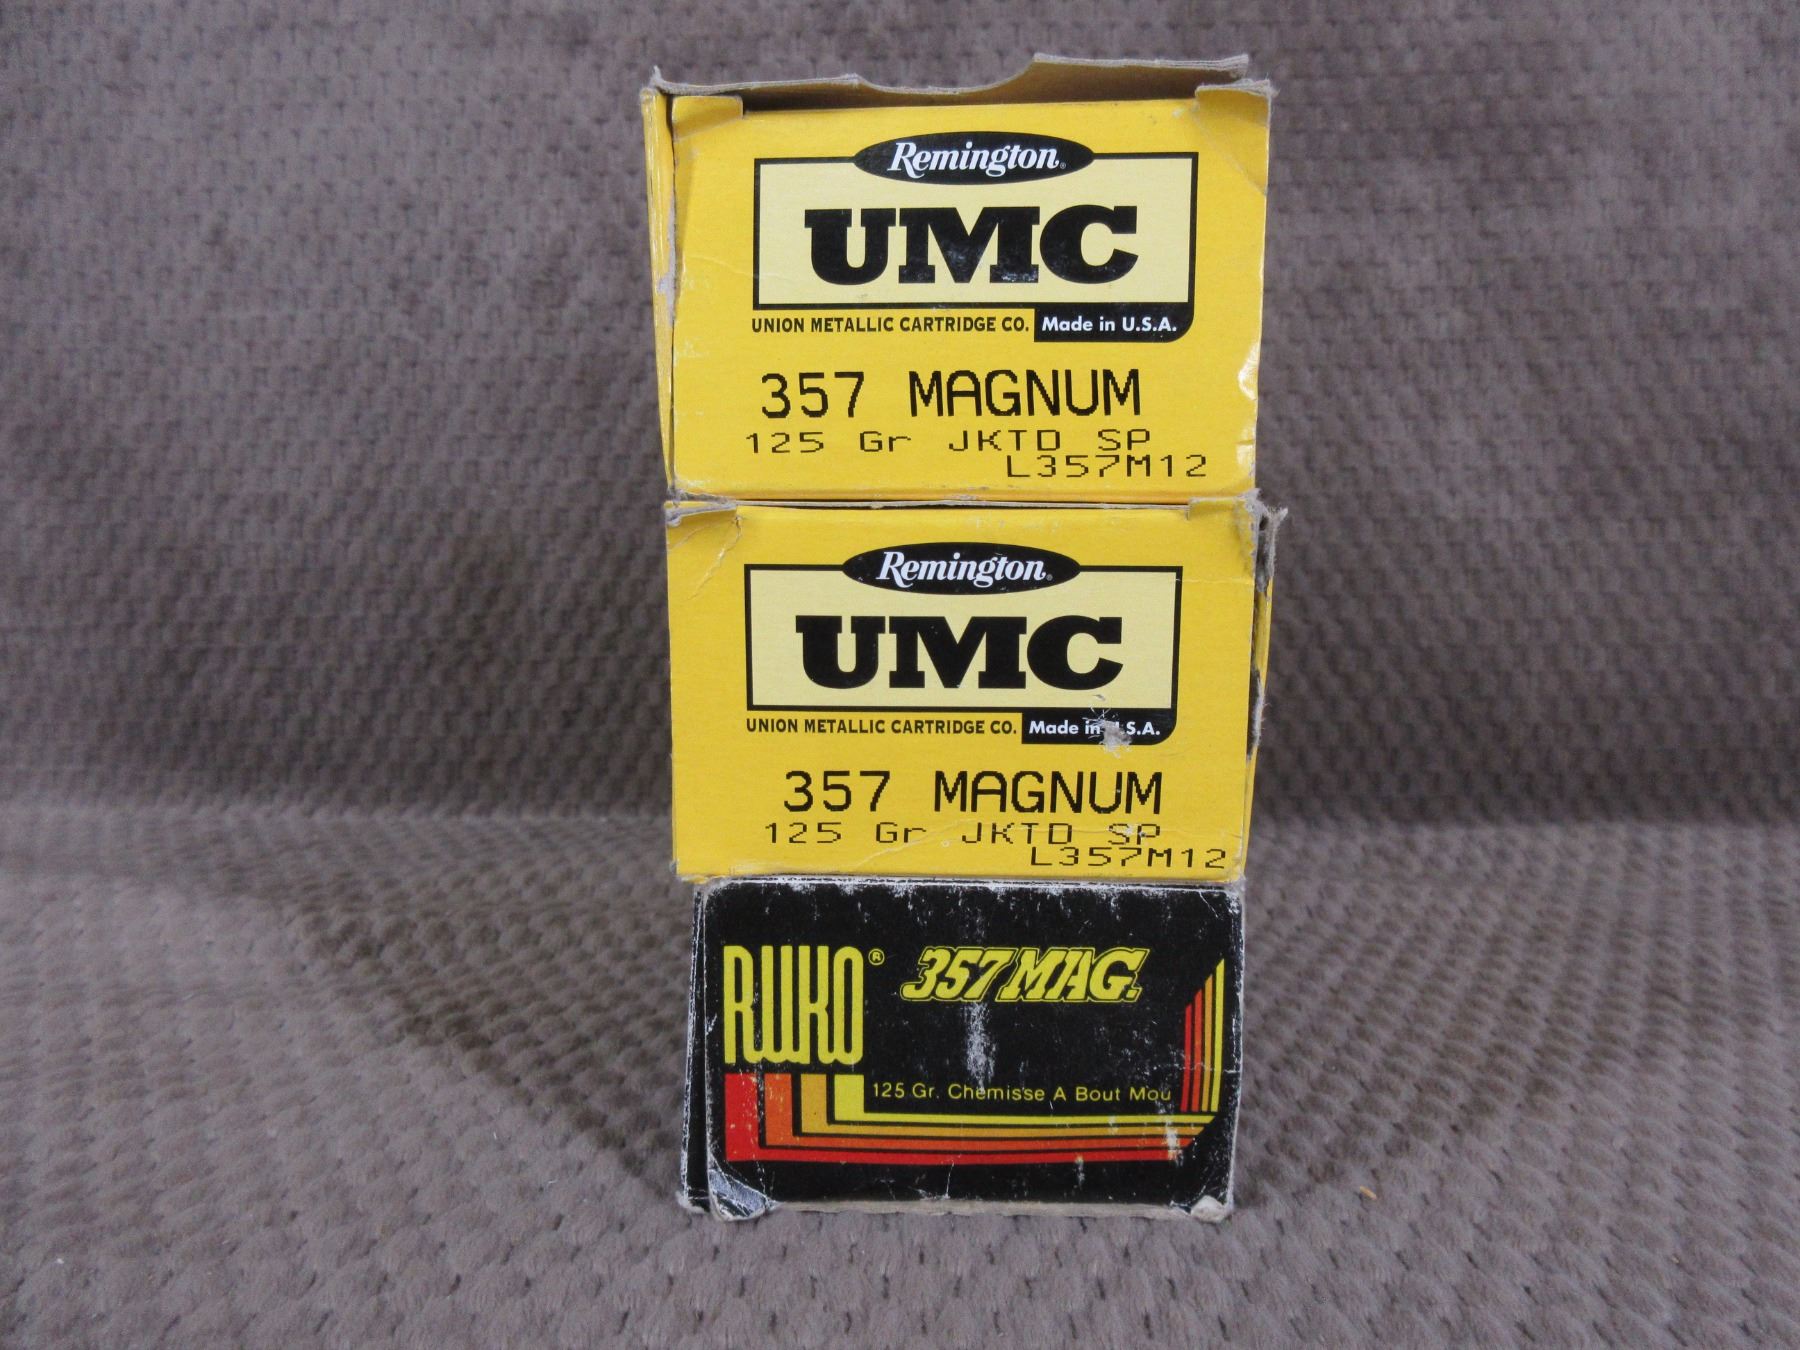 Remington®
UMC
UNION METALLIC CARTRIDGE CO. Made in U.S.A.
357 MAGNUM
125 Gr JKTD SP
L357M12
Remington®
UMC
UNION METALLIC CARTRIDGE CO. Made in S.A.
357 MAGNUM
125 Gr JKTD SP
L357M12
RWKO® 357 MAG.
125 Gr. Chemisse A Bout Mou